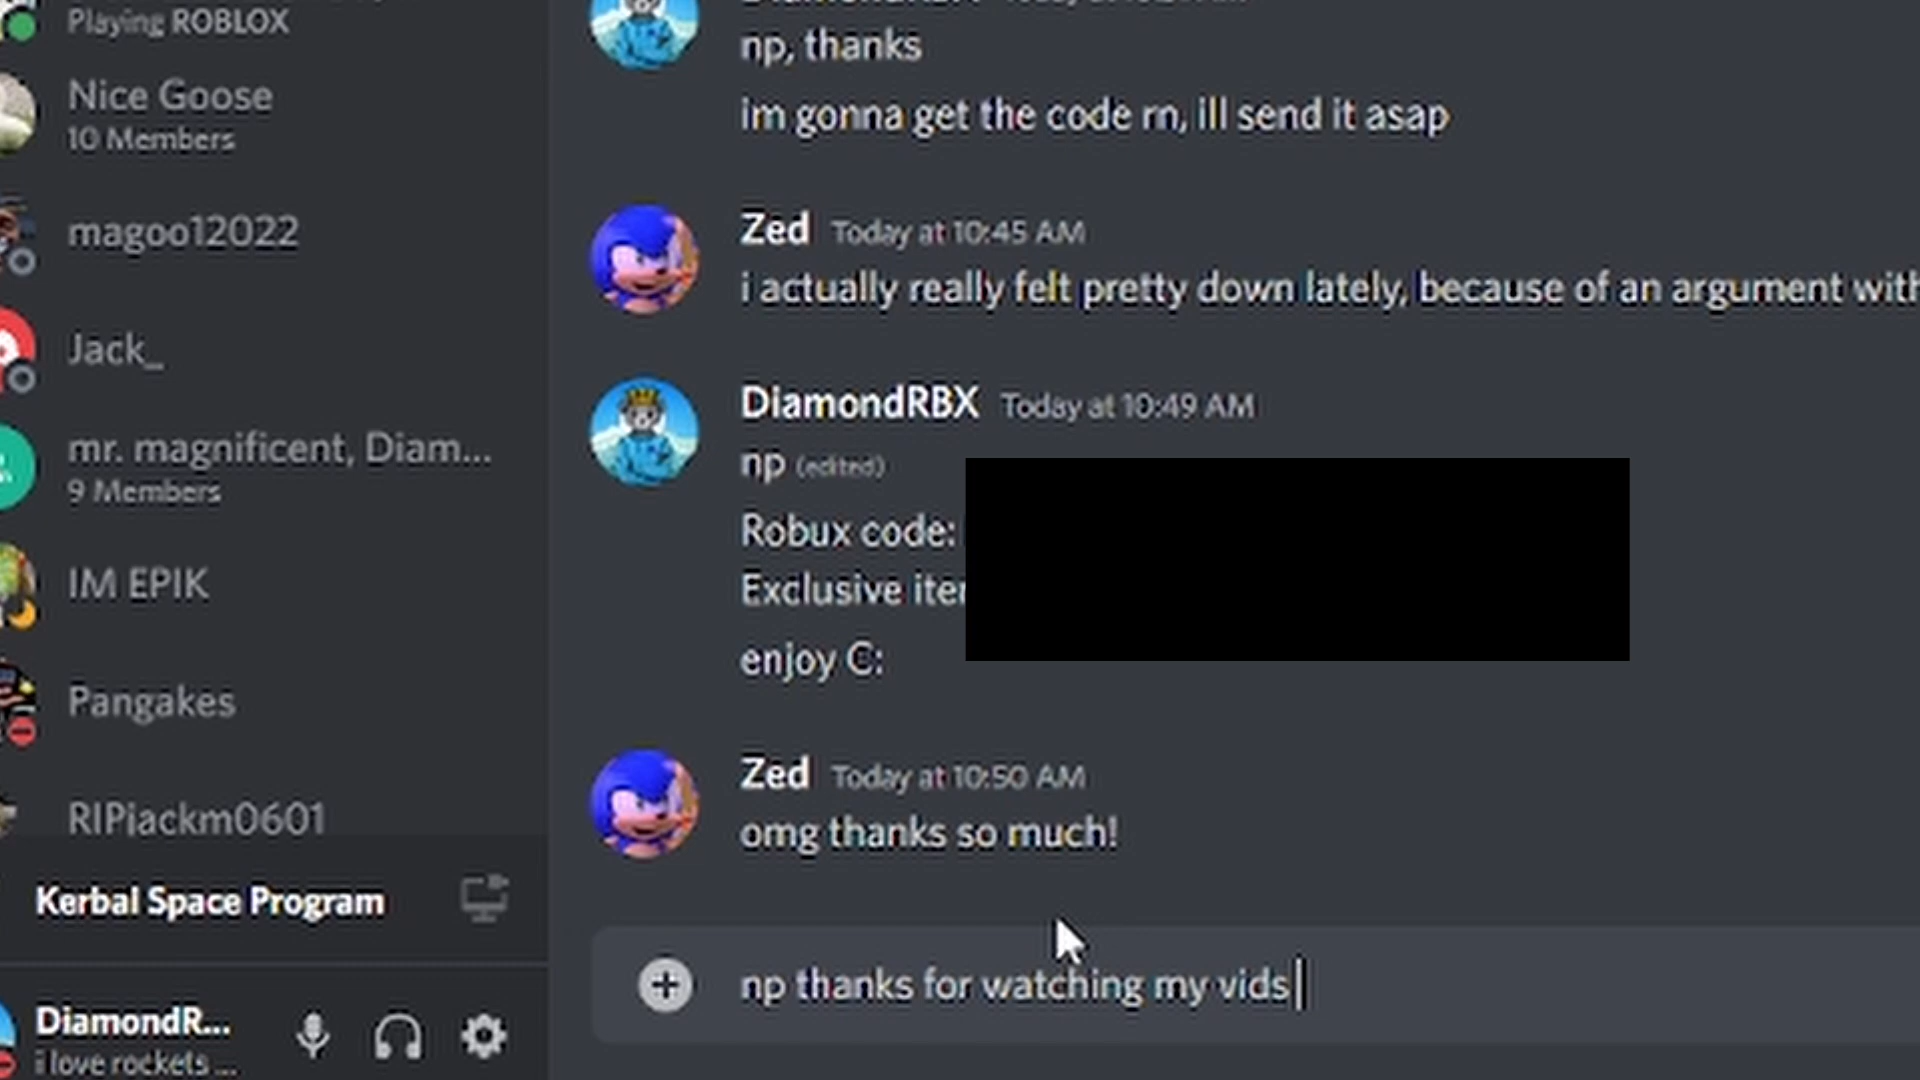 Playing ROBLOX
Nice Goose
10 Members
magoo12022
Jack_
mr. magnificent, Diam...
9 Members
IM EPIK
Pangakes
RIPjackm0601
Kerbal Space Program
DiamondR...
i love rockets ...
np, thanks
im gonna get the code rn, ill send it asap
Zed Today at 10:45 AM
i actually really felt pretty down lately, because of an argument with
DiamondRBX Today at 10:49 AM
np (edited)
Robux code:
Exclusive
enjoy C:
Zed Today at 10:50 AM
omg thanks so much!
np thanks for watching my vids